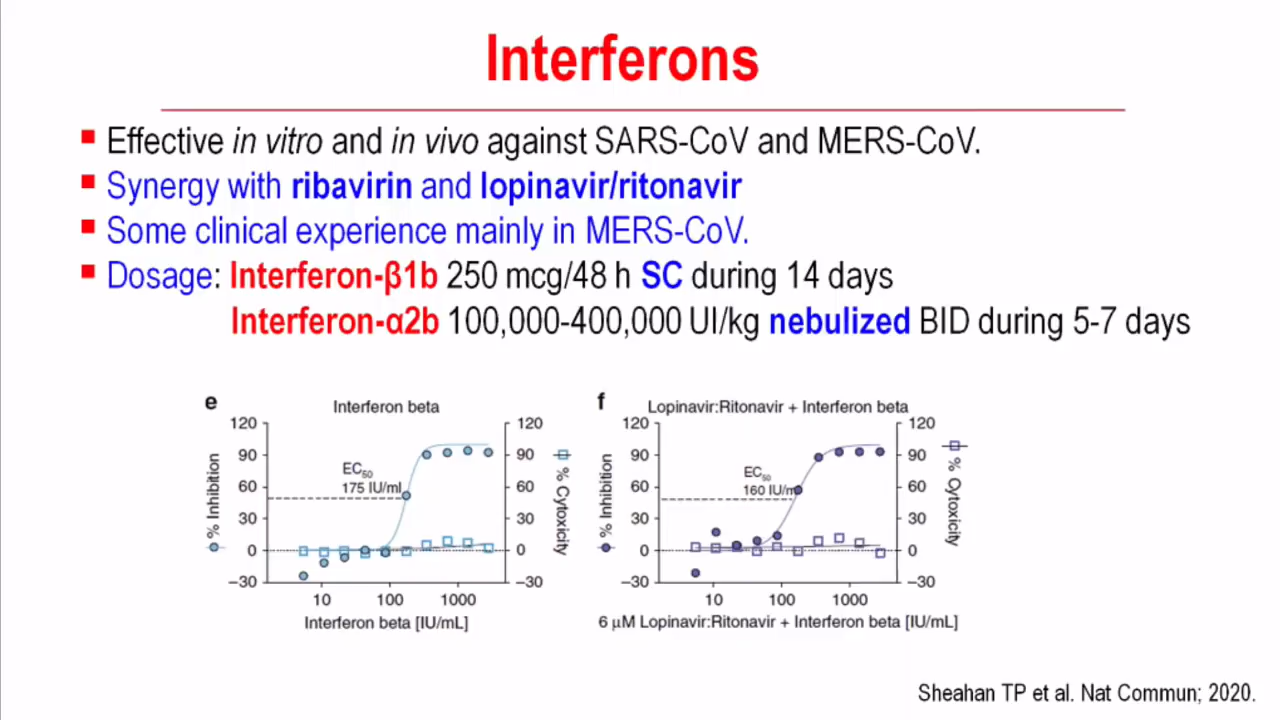 Interferons
Effective in vitro and in vivo against SARS-CoV and MERS-CoV.
Synergy with ribavirin and lopinavir/ritonavir
Some clinical experience mainly in MERS-CoV.
Dosage: Interferon-β1b 250 mcg/48 h SC during 14 days
Interferon-α2b 100,000-400,000 UI/kg nebulized BID during 5-7 days
e
Interferon beta
120
90
60
30
0
−30
% Inhibition
EC50
175 IU/ml
120
90
60
30
0
−30
% Cytoxicity
10
100
1000
Interferon beta [IU/mL]
f
Lopinavir:Ritonavir + Interferon beta
120
90
60
30
0
−30
% Inhibition
EC50
160 IU/m
120
90
60
30
0
−30
% Cytoxicity
10
100
1000
6 μM Lopinavir:Ritonavir + Interferon beta [IU/mL]
Sheahan TP et al. Nat Commun; 2020.